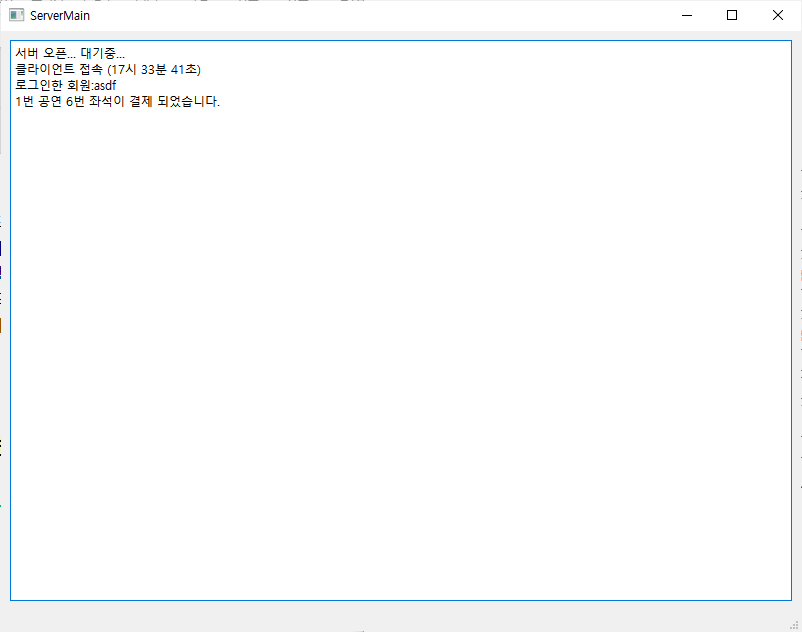 ServerMain
서버 오픈... 대기중...
클라이언트 접속 (17시 33분 41초)
로그인한 회원:asdf
1번 공연 6번 좌석이 결제 되었습니다.